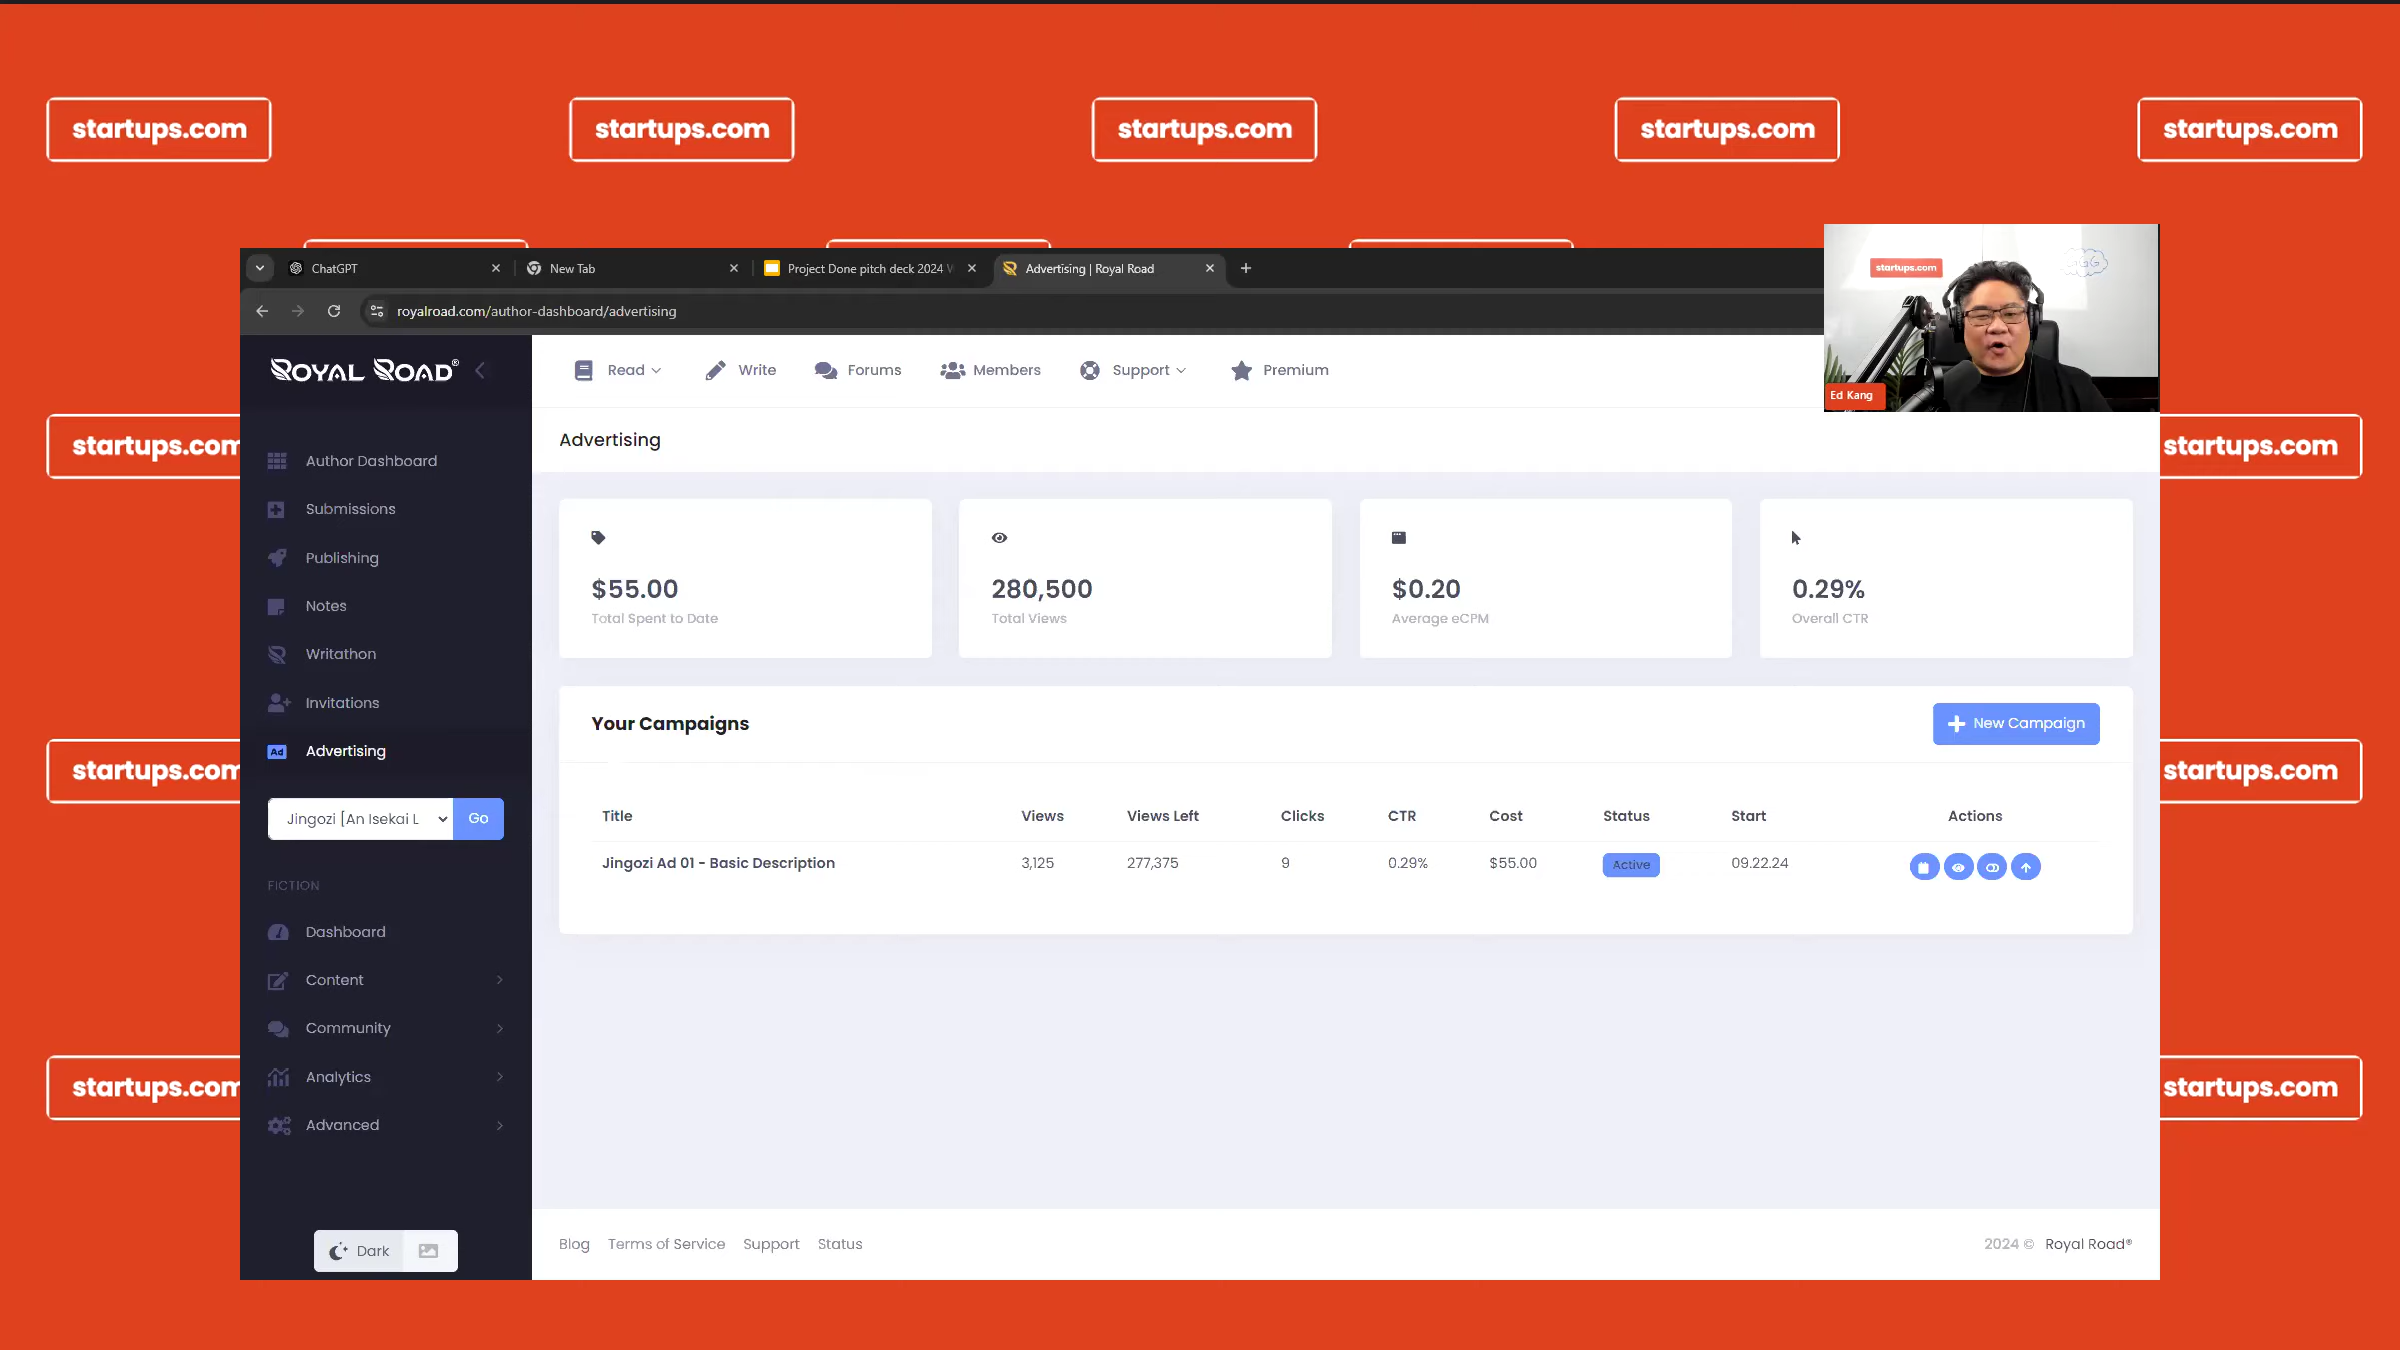 startups.com startups.com startups.com startups.com startups.com
ChatGPT
New Tab
Project Done pitch deck 2024
Advertising | Royal Road
royalroad.com/author-dashboard/advertising
startups.com
Ed Kang
ROYAL ROAD®
Read
Write
Forums
Members
Support
Premium
Author Dashboard
Submissions
Publishing
Notes
Writathon
Invitations
Ad Advertising
Jingozi [An Isekai L
Go
FICTION
Dashboard
Content
Community
Analytics
Advanced
Dark
Advertising
$55.00
Total Spent to Date
280,500
Total Views
$0.20
Average eCPM
0.29%
Overall CTR
Your Campaigns
New Campaign
Title Views Views Left Clicks CTR Cost Status Start Actions
Jingozi Ad 01 - Basic Description 3,125 277,375 9 0.29% $55.00 Active 09.22.24
Blog Terms of Service Support Status
2024 © Royal Road®
startups.com startups.com
startups.com startups.com
startups.com startups.com